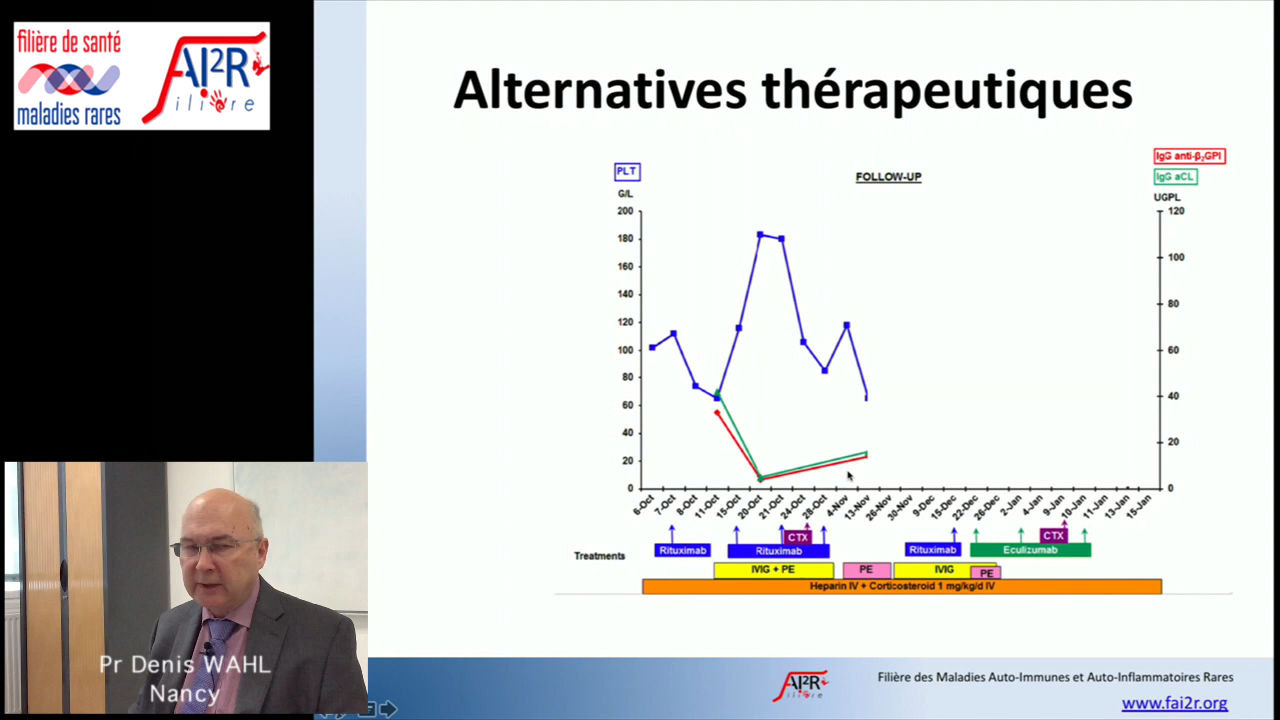 filière de santé
maladies rares
AI2R
filière
Alternatives thérapeutiques
PLT
G/L
FOLLOW-UP
IgG anti-β₂GPI
IgG aCL
UGPL
200
180
160
140
120
100
80
60
40
20
0
120
100
80
60
40
20
0
6-Oct
7-Oct
10-Oct
11-Oct
15-Oct
20-Oct
21-Oct
24-Oct
28-Oct
4-Nov
13-Nov
26-Nov
30-Nov
9-Dec
15-Dec
22-Dec
26-Dec
2-Jan
4-Jan
9-Jan
10-Jan
11-Jan
13-Jan
15-Jan
Treatments
Rituximab
Rituximab
CTX
Rituximab
Eculizumab
CTX
IVIG + PE
PE
IVIG
PE
Heparin IV + Corticosteroid 1 mg/kg/d IV
Pr Denis WAHL
Nancy
AI2R
filière
Filière des Maladies Auto-Immunes et Auto-Inflammatoires Rares
www.fai2r.org